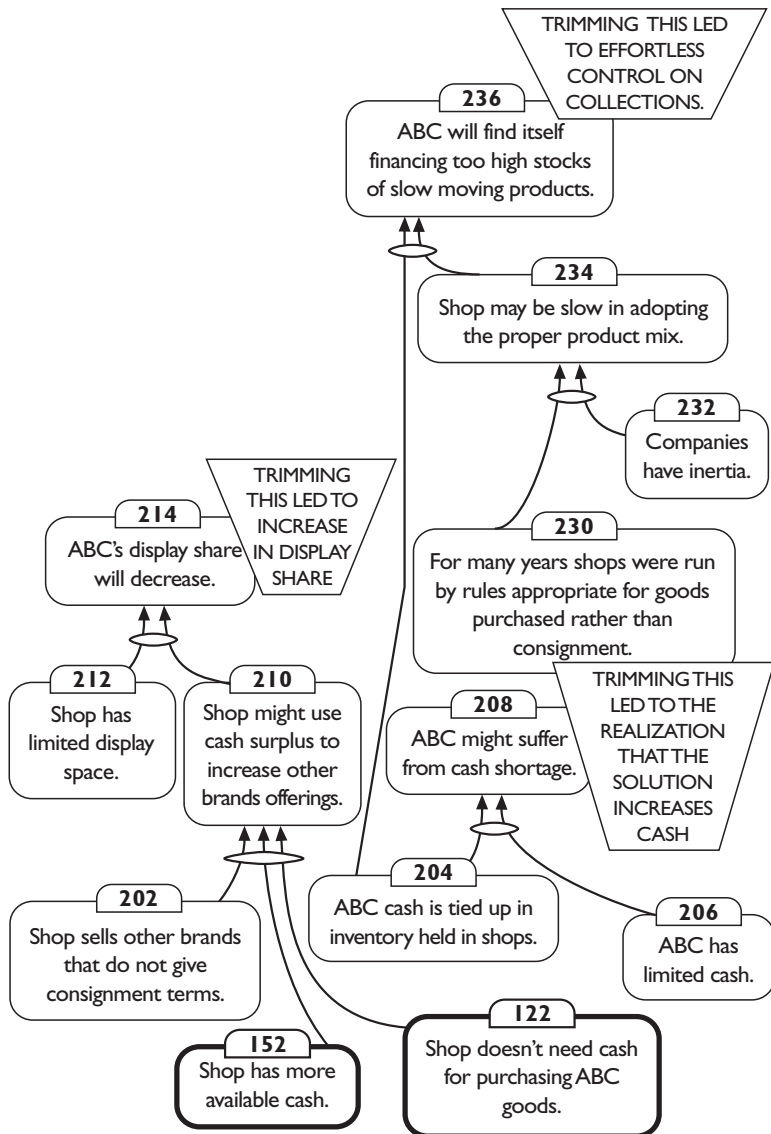 TRIMMING THIS LED
TO EFFORTLESS
CONTROL ON
COLLECTIONS.
236
ABC will find itself
financing too high stocks
of slow moving products.
234
Shop may be slow in adopting
the proper product mix.
232
Companies
have inertia.
TRIMMING
THIS LED TO
INCREASE
IN DISPLAY
SHARE
214
ABC’s display share
will decrease.
230
For many years shops were run
by rules appropriate for goods
purchased rather than
consignment.
212
Shop has
limited display
space.
210
Shop might use
cash surplus to
increase other
brands offerings.
208
ABC might suffer
from cash shortage.
TRIMMING THIS
LED TO THE
REALIZATION
THAT THE
SOLUTION
INCREASES
CASH
202
Shop sells other brands
that do not give
consignment terms.
204
ABC cash is tied up in
inventory held in shops.
206
ABC has
limited cash.
152
Shop has more
available cash.
122
Shop doesn’t need cash
for purchasing ABC
goods.